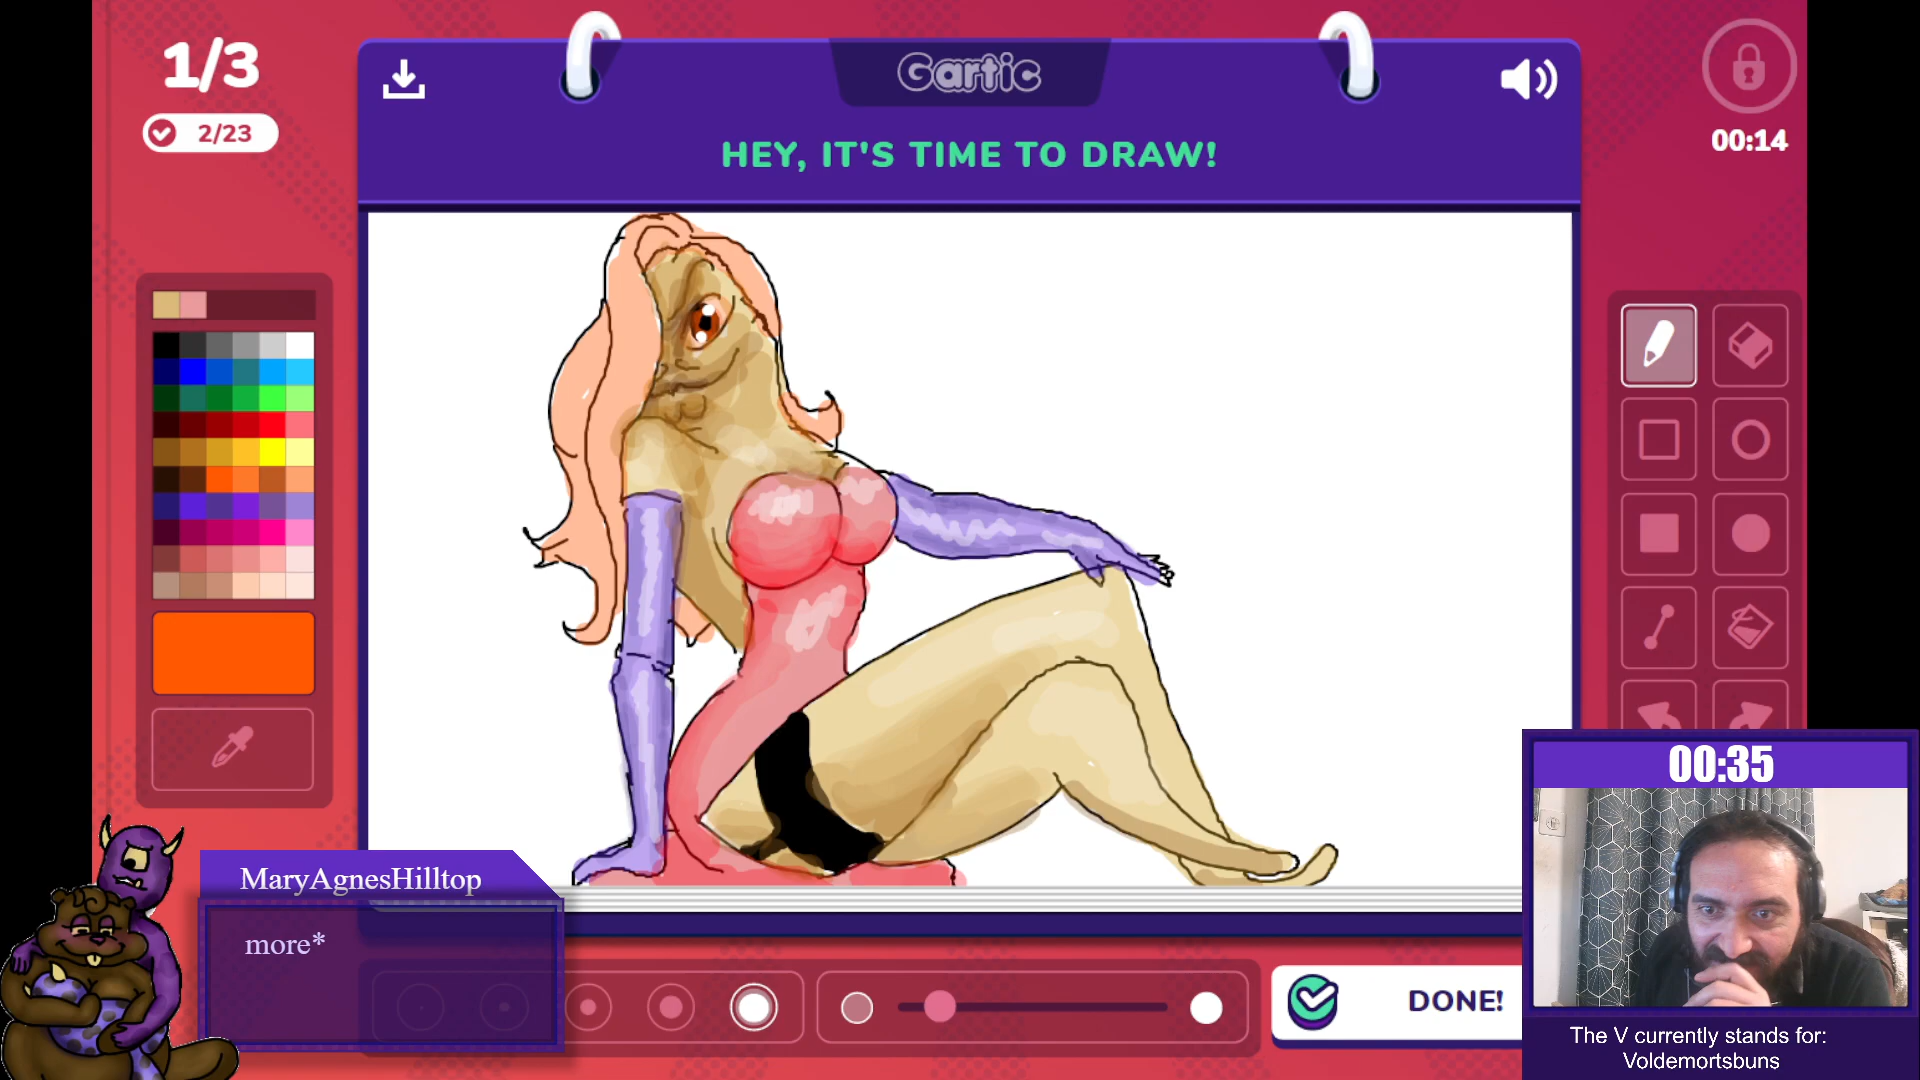 1/3
2/23
Gartic
HEY, IT'S TIME TO DRAW!
00:14
MaryAgnesHilltop
more*
DONE!
00:35
The V currently stands for:
Voldemortsbuns